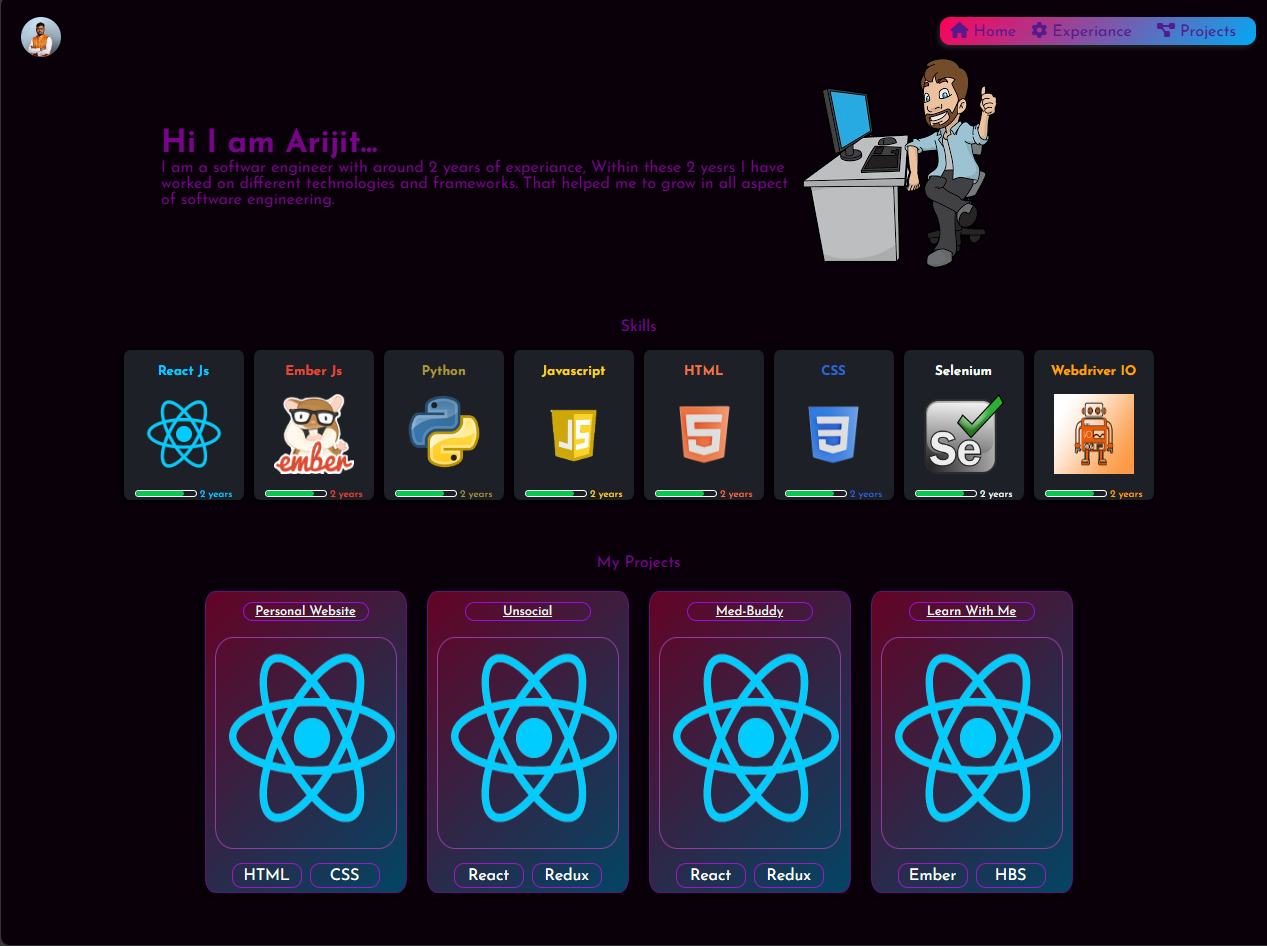 Home Experiance Projects
Hi I am Arijit...
I am a softwar engineer with around 2 years of experiance, Within these 2 yesrs I have
worked on different technologies and frameworks. That helped me to grow in all aspect
of software engineering.
Skills
React Js Ember Js Python Javascript HTML CSS Selenium Webdriver IO
ember JS 5 3 Se
2 years 2 years 2 years 2 years 2 years 2 years 2 years 2 years
My Projects
Personal Website Unsocial Med-Buddy Learn With Me
HTML CSS React Redux React Redux Ember HBS